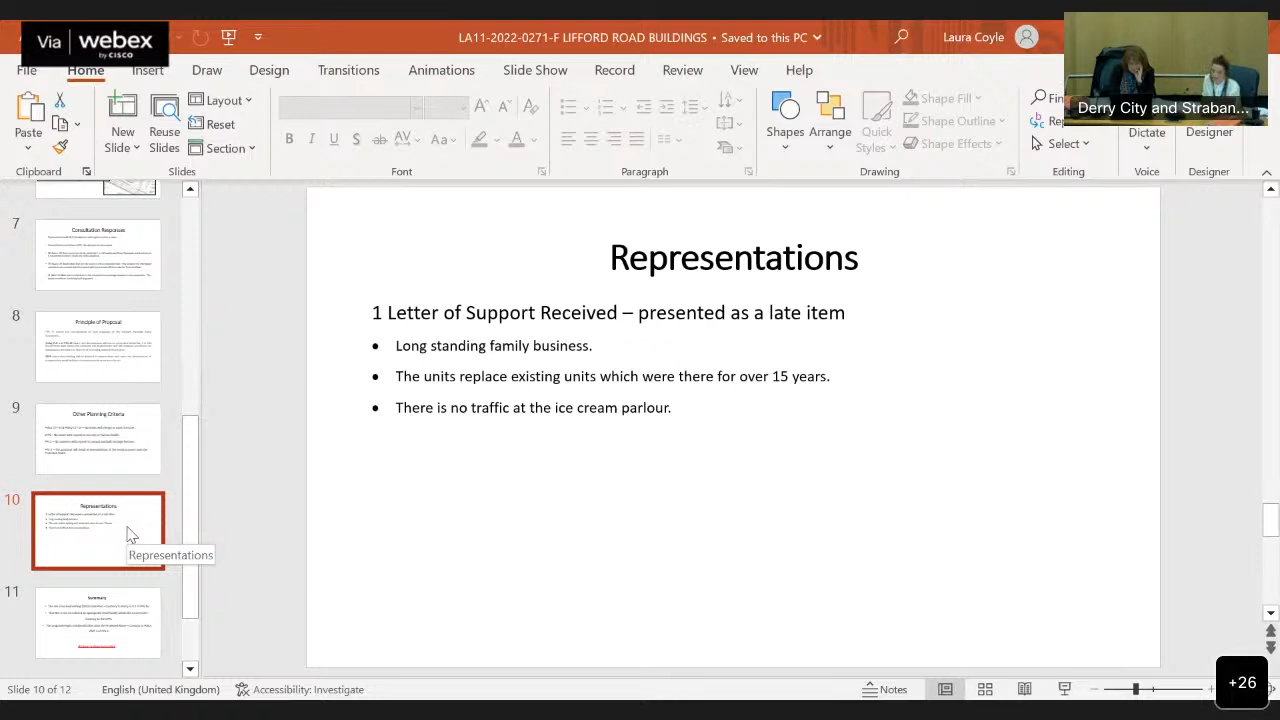 Via webex
by CISCO
LA11-2022-0271-F LIFFORD ROAD BUILDINGS • Saved to this PC
Laura Coyle
File Home Insert Draw Design Transitions Animations Slide Show Record Review View Help
Paste
Clipboard
New Slide
Reuse Slides
Layout
Reset
Section
Slides
B I U S ab AV Aa A
Font
Paragraph
Shapes
Arrange
Quick Styles
Shape Fill
Shape Outline
Shape Effects
Drawing
Select
Editing
Dictate
Voice
Designer
Designer
Derry City and Straban...
7
Consultation Responses
8
Principle of Proposal
9
Other Planning Criteria
10
Representations
Representations
11
Summary
Representations
1 Letter of Support Received – presented as a late item
• Long standing family business.
• The units replace existing units which were there for over 15 years.
• There is no traffic at the ice cream parlour.
Slide 10 of 12
English (United Kingdom)
Accessibility: Investigate
Notes
+26